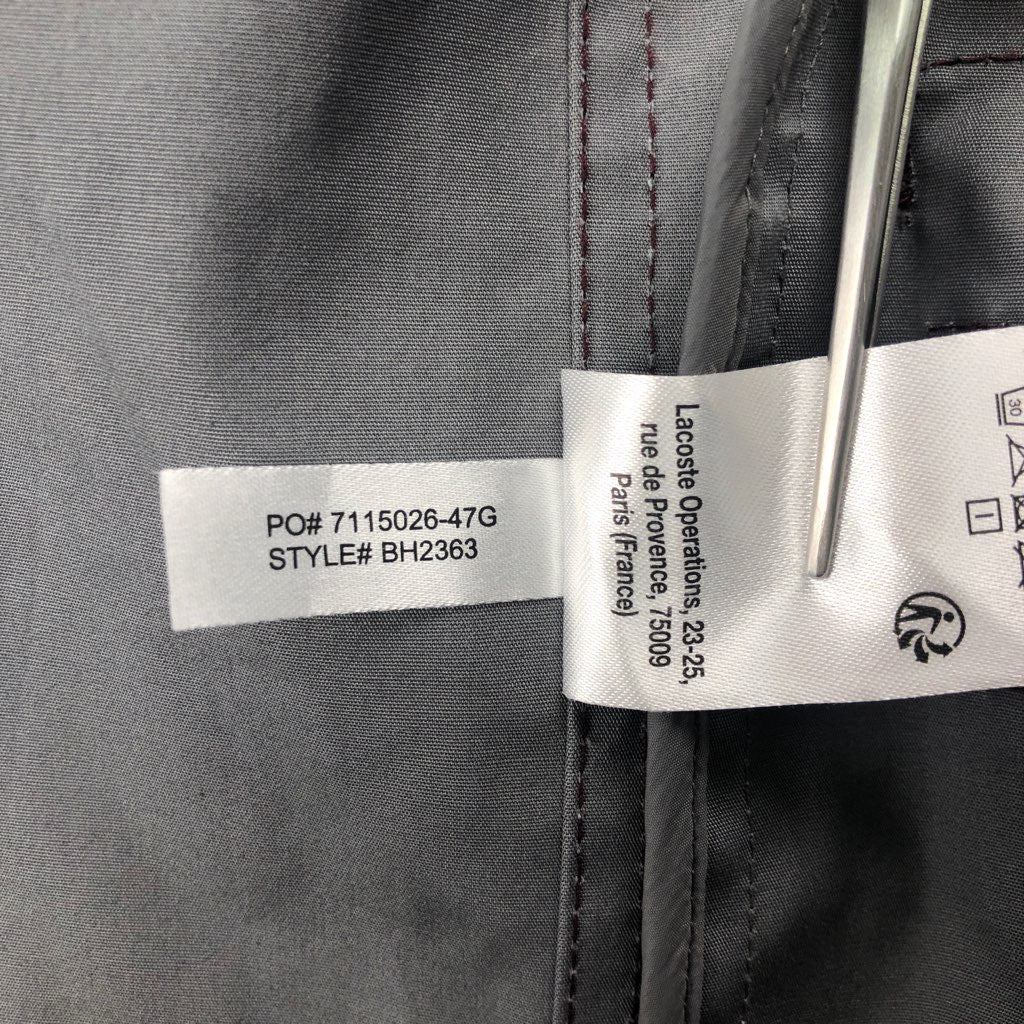 PO# 7115026-47G
STYLE# BH2363
Lacoste Operations, 23-25,
rue de Provence, 75009
Paris (France)
30